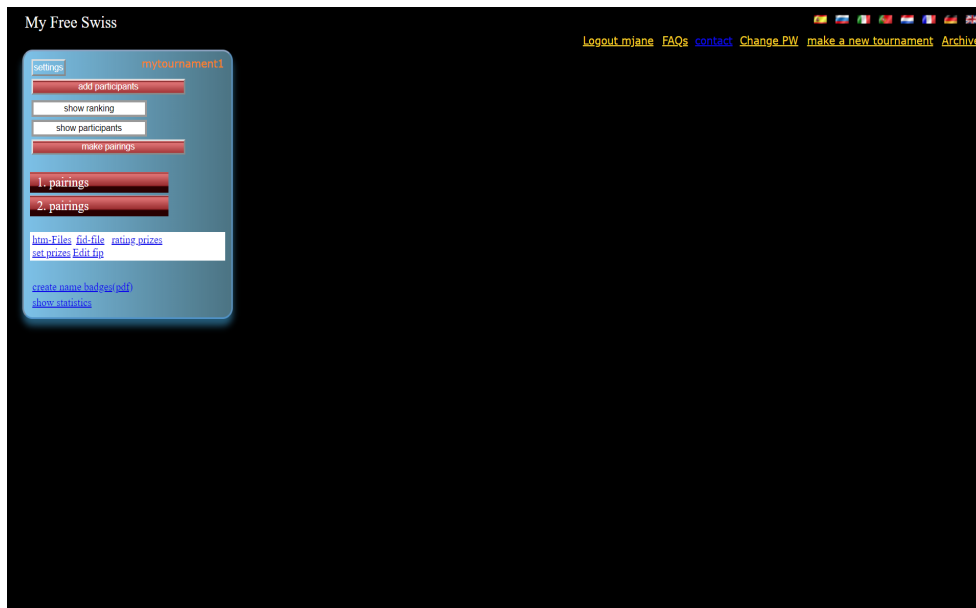 My Free Swiss
Logout mjane FAQs contact Change PW make a new tournament Archive
settings mytournament1
add participants
show ranking
show participants
make pairings
1. pairings
2. pairings
htm-Files fid-file rating prizes
set prizes Edit fip
create name badges(pdf)
show statistics